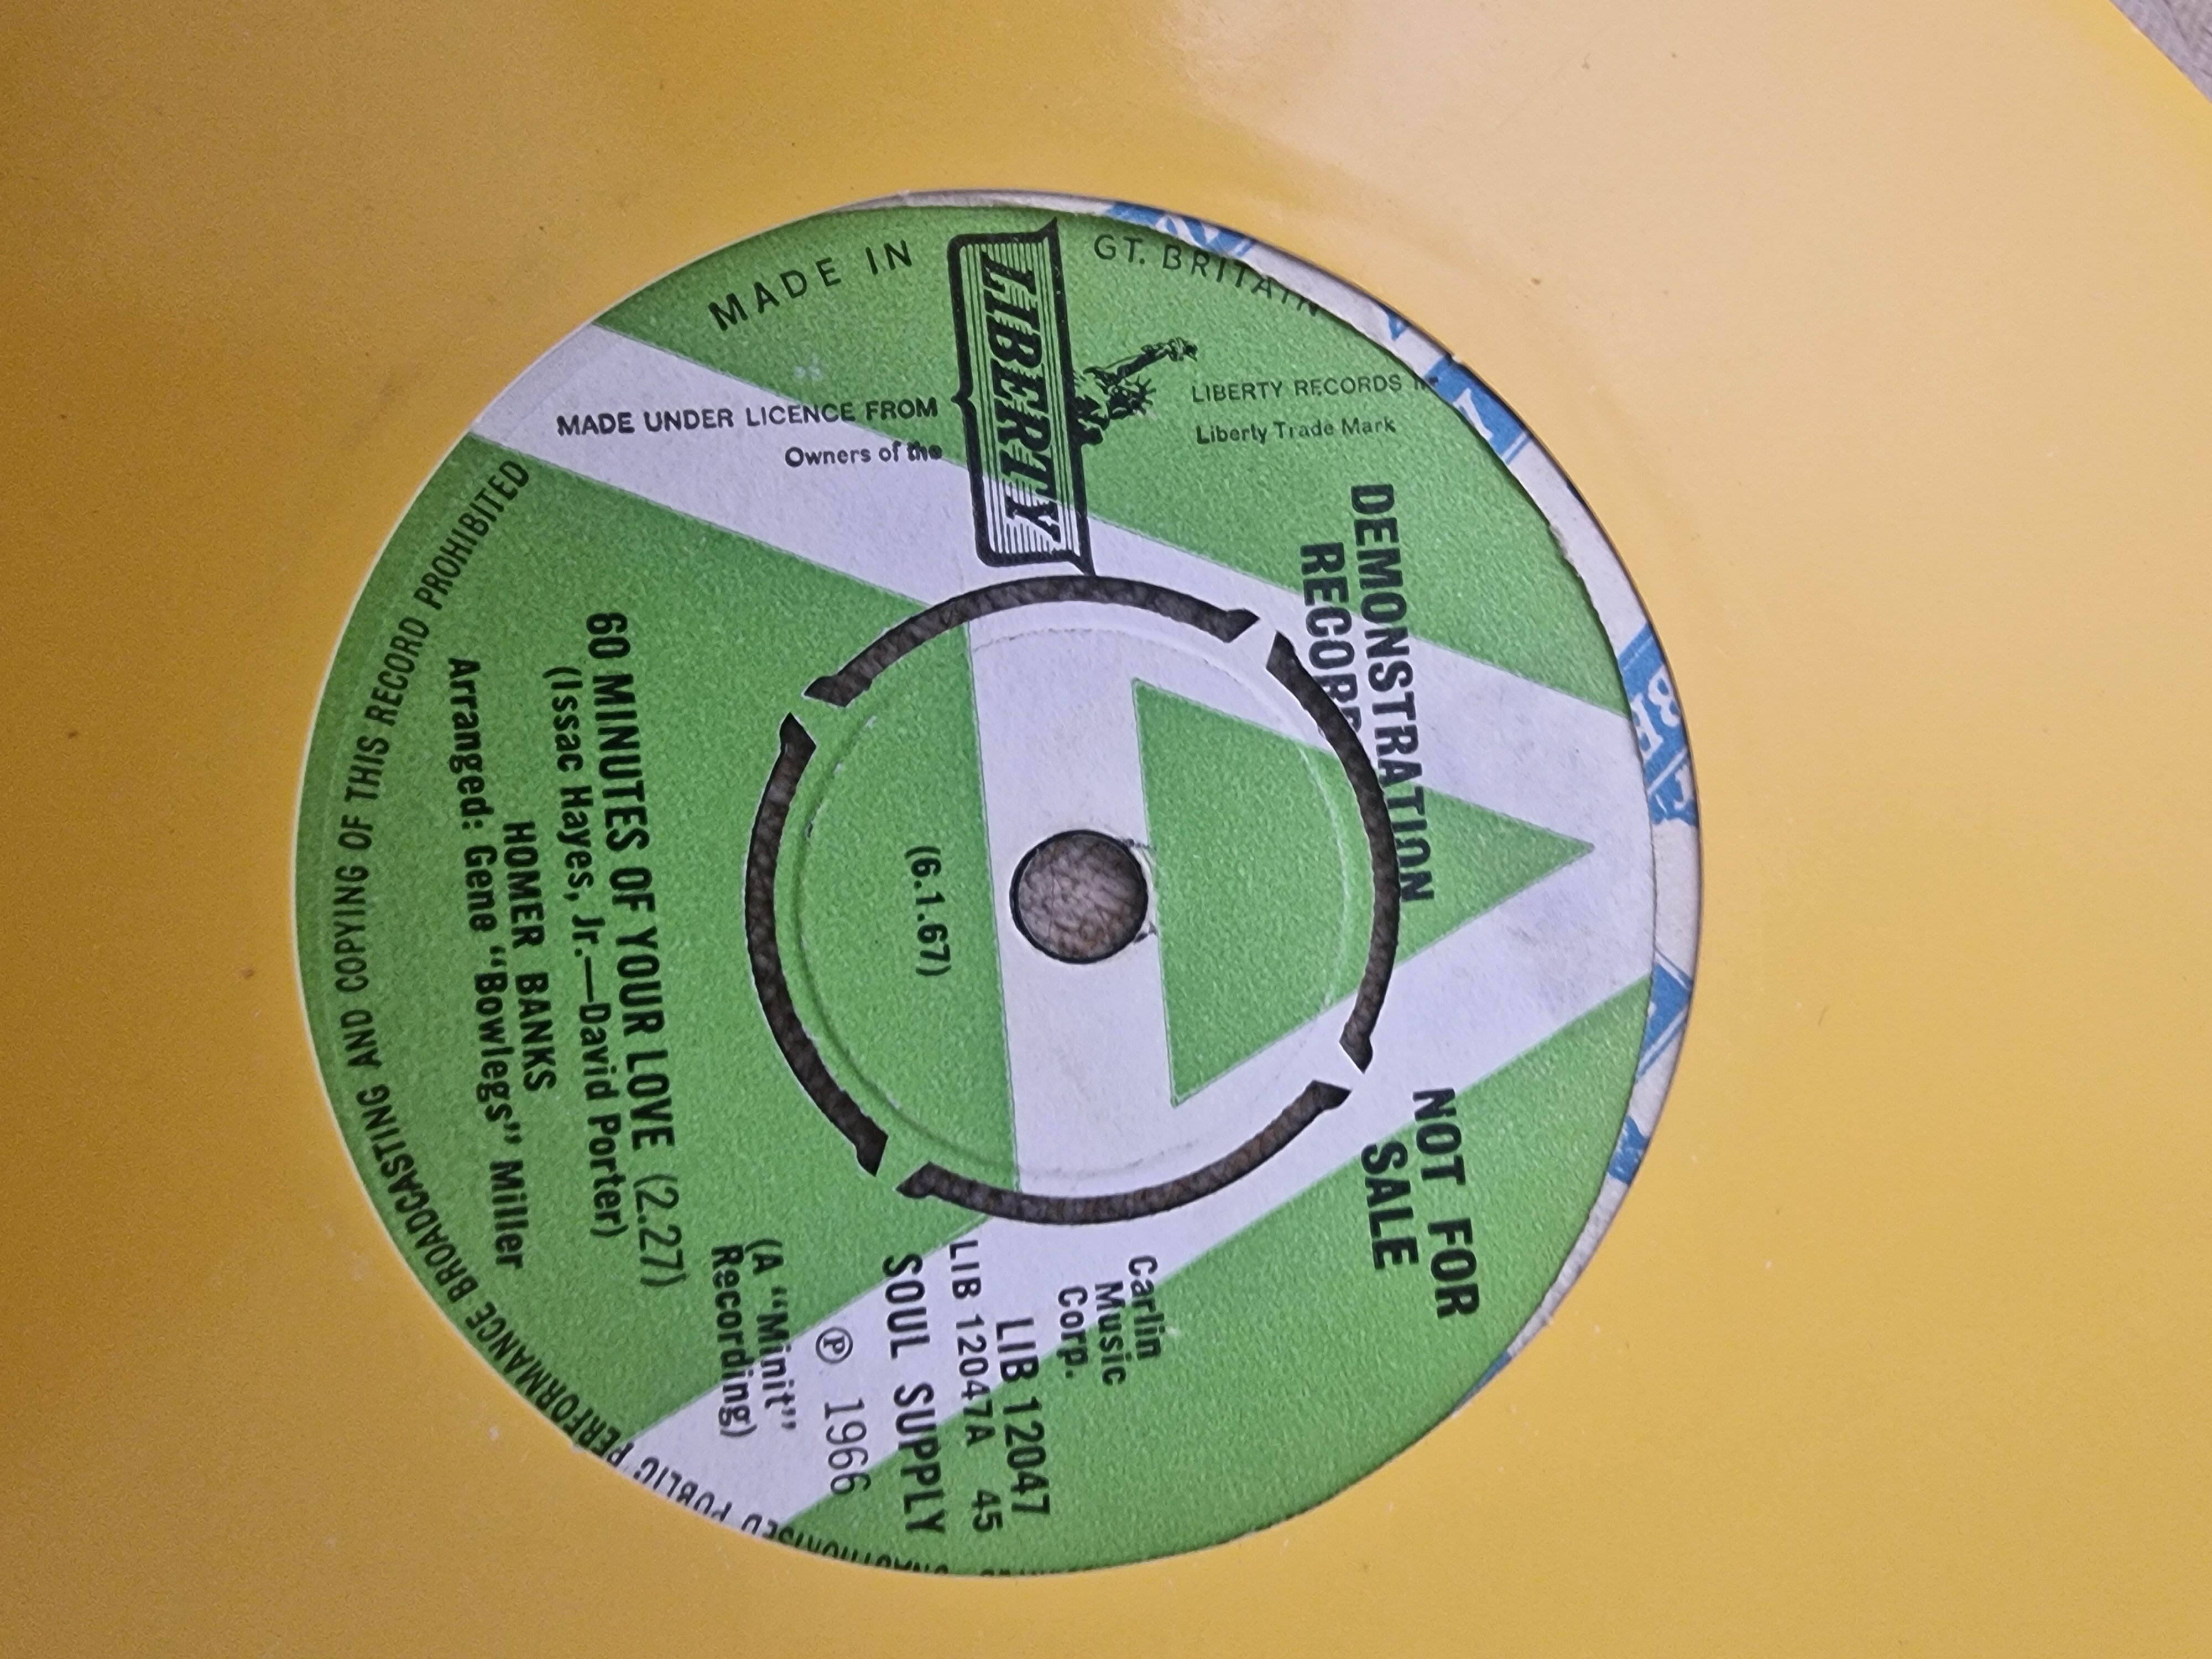 MADE IN GT. BRITAIN
LIBERTY
MADE UNDER LICENCE FROM LIBERTY RECORDS
Owners of the Liberty Trade Mark
DEMONSTRATION
RECORD
NOT FOR
SALE
Carlin
Music
Corp.
LIB 12047
LIB 12047A 45
SOUL SUPPLY
℗ 1966
(A "Minit"
Recording)
(6.1.67)
60 MINUTES OF YOUR LOVE (2.27)
(Issac Hayes, Jr.—David Porter)
HOMER BANKS
Arranged: Gene "Bowlegs" Miller
UNAUTHORISED PUBLIC PERFORMANCE BROADCASTING AND COPYING OF THIS RECORD PROHIBITED